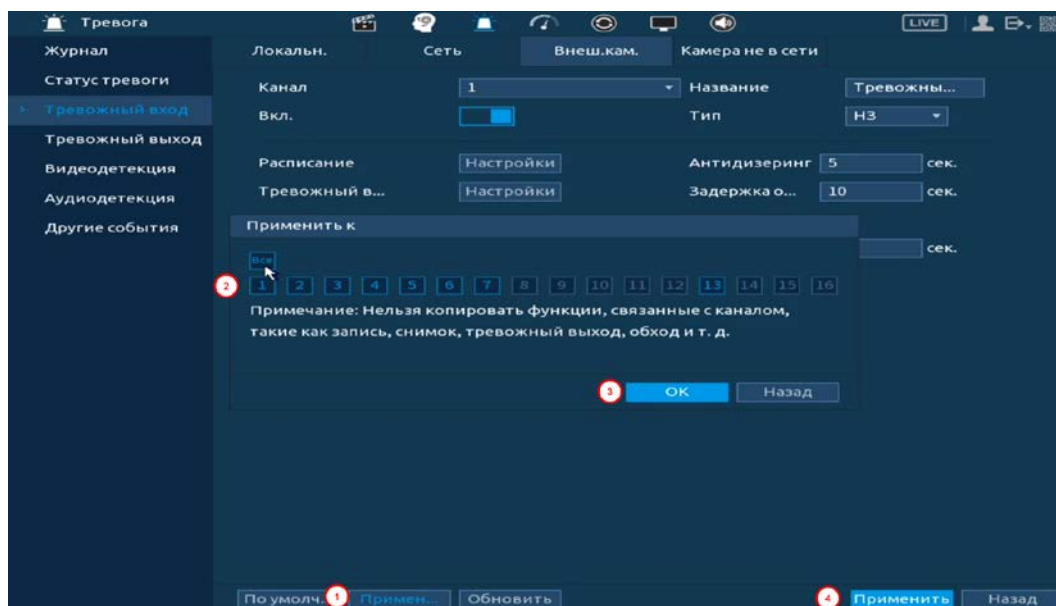 Тревога
LIVE
Журнал
Статус тревоги
Тревожный вход
Тревожный выход
Видеодетекция
Аудиодетекция
Другие события
Локальн. Сеть Внеш.кам. Камера не в сети
Канал 1 Название Тревожны...
Вкл. Тип НЗ
Расписание Настройки Антидизеринг 5 сек.
Тревожный в... Настройки Задержка о... 10 сек.
сек.
Применить к
Все
2 1 2 3 4 5 6 7 8 9 10 11 12 13 14 15 16
Примечание: Нельзя копировать функции, связанные с каналом,
такие как запись, снимок, тревожный выход, обход и т. д.
3 OK Назад
По умолч. 1 Примен... Обновить 4 Применить Назад